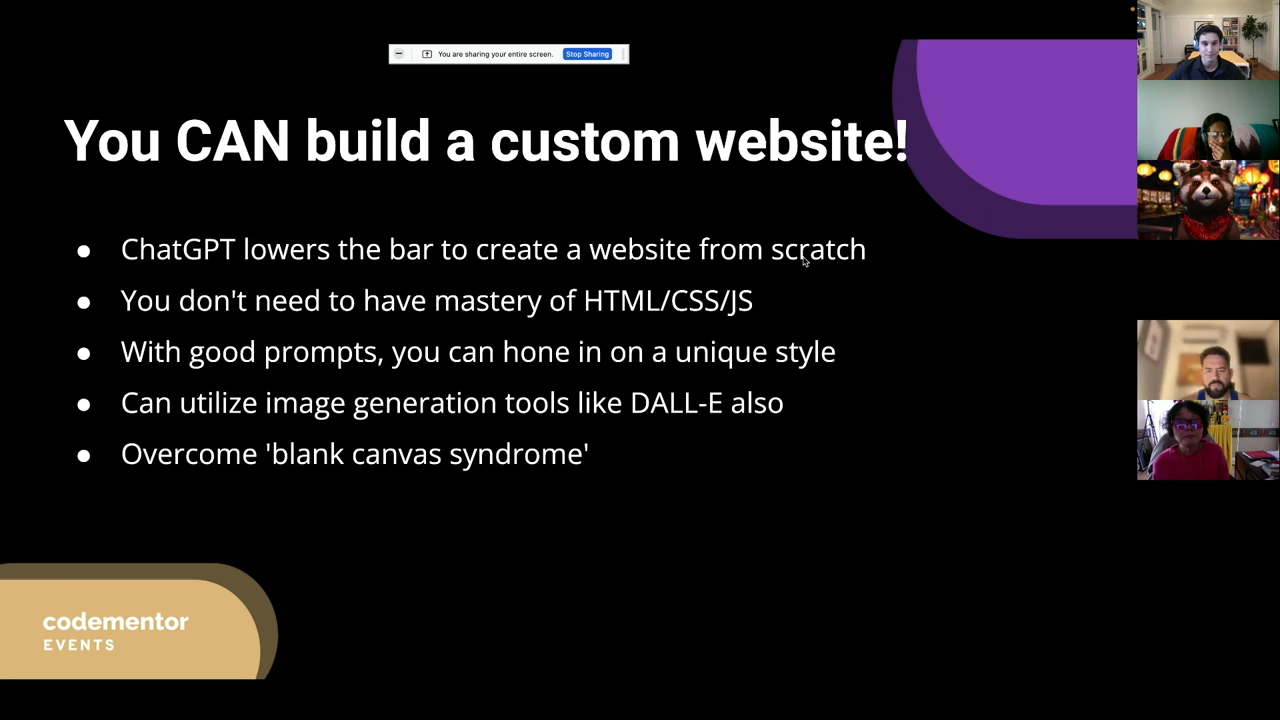 You are sharing your entire screen. Stop Sharing
You CAN build a custom website!
● ChatGPT lowers the bar to create a website from scratch
● You don't need to have mastery of HTML/CSS/JS
● With good prompts, you can hone in on a unique style
● Can utilize image generation tools like DALL-E also
● Overcome 'blank canvas syndrome'
codementor
EVENTS